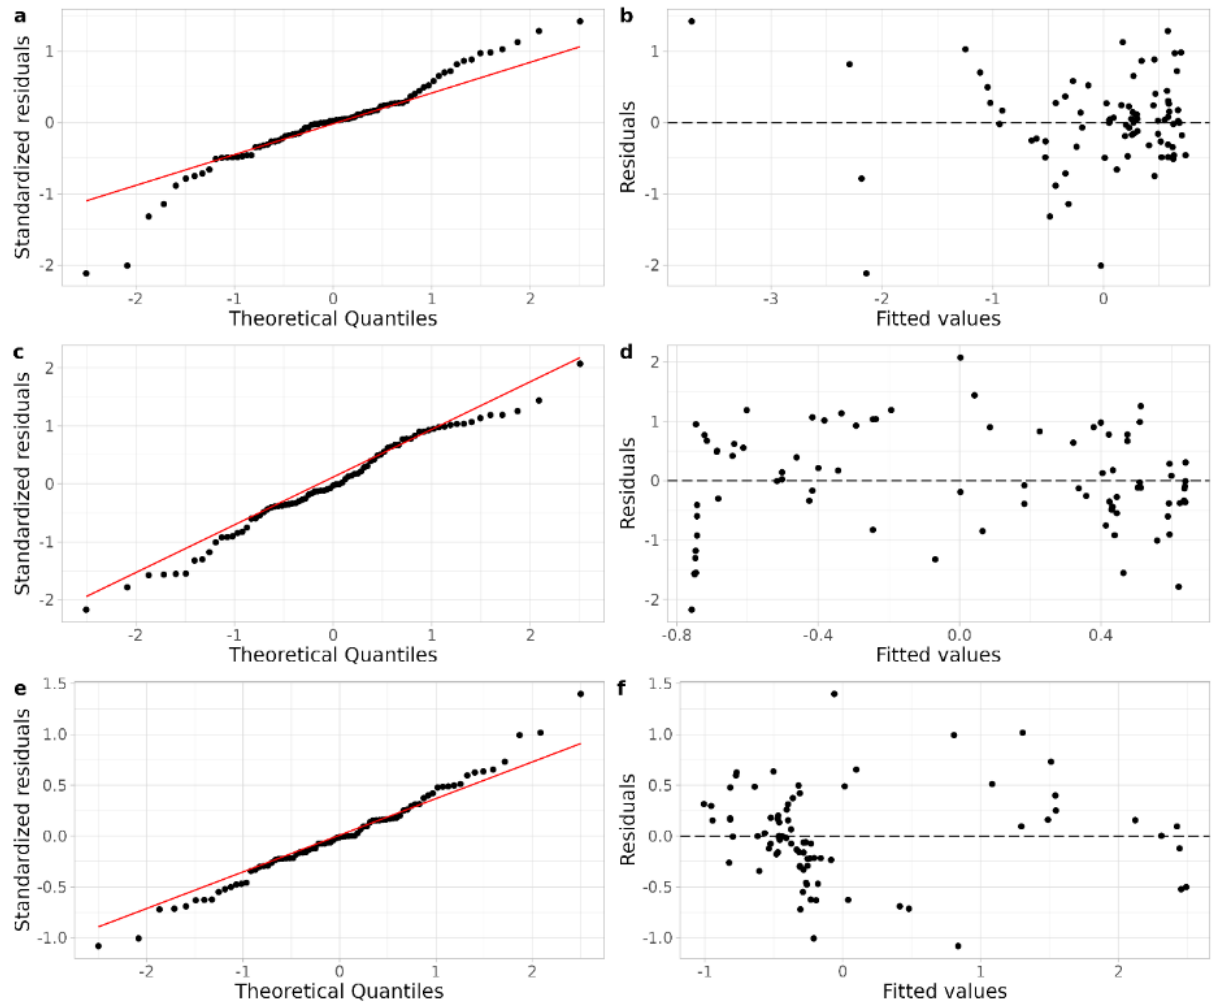 a
Standardized residuals
1
0
-1
-2
-2 -1 0 1 2
Theoretical Quantiles
b
Residuals
1
0
-1
-2
-3 -2 -1 0
Fitted values
c
Standardized residuals
2
1
0
-1
-2
-2 -1 0 1 2
Theoretical Quantiles
d
Residuals
2
1
0
-1
-2
-0.8 -0.4 0.0 0.4
Fitted values
e
Standardized residuals
1.5
1.0
0.5
0.0
-0.5
-1.0
-2 -1 0 1 2
Theoretical Quantiles
f
Residuals
1.5
1.0
0.5
0.0
-0.5
-1.0
-1 0 1 2
Fitted values